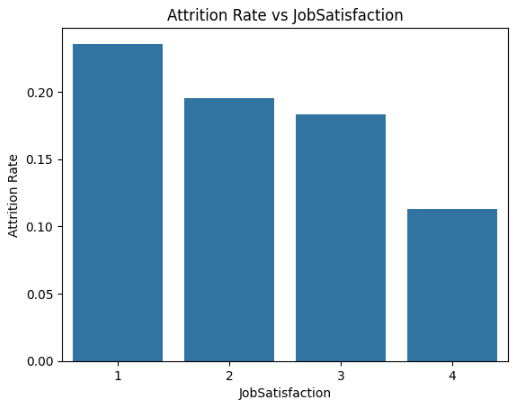 Attrition Rate vs JobSatisfaction
Attrition Rate
0.20
0.15
0.10
0.05
0.00
1 2 3 4
JobSatisfaction